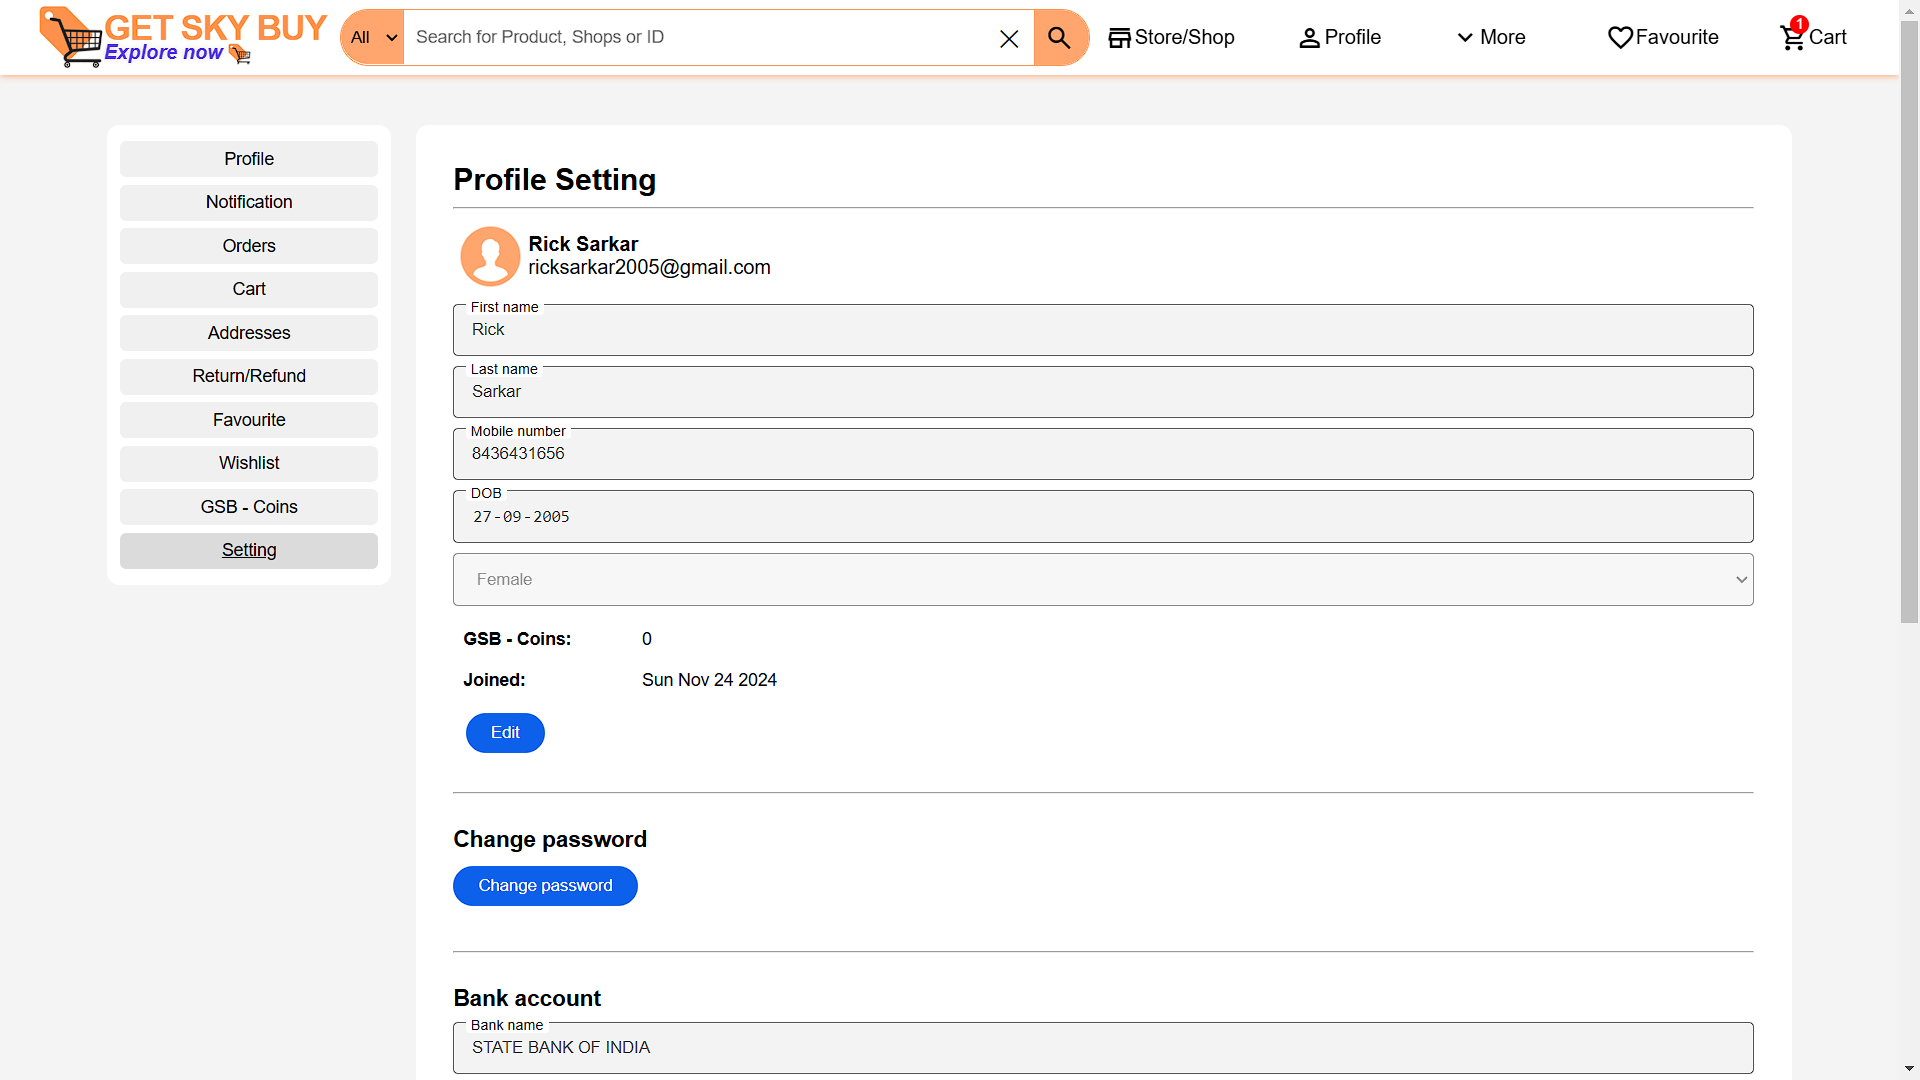 GET SKY BUY
Explore now
All
Search for Product, Shops or ID
Store/Shop
Profile
More
Favourite
1
Cart
Profile
Notification
Orders
Cart
Addresses
Return/Refund
Favourite
Wishlist
GSB - Coins
Setting
Profile Setting
Rick Sarkar
ricksarkar2005@gmail.com
First name
Rick
Last name
Sarkar
Mobile number
8436431656
DOB
27-09-2005
Female
GSB - Coins: 0
Joined: Sun Nov 24 2024
Edit
Change password
Change password
Bank account
Bank name
STATE BANK OF INDIA